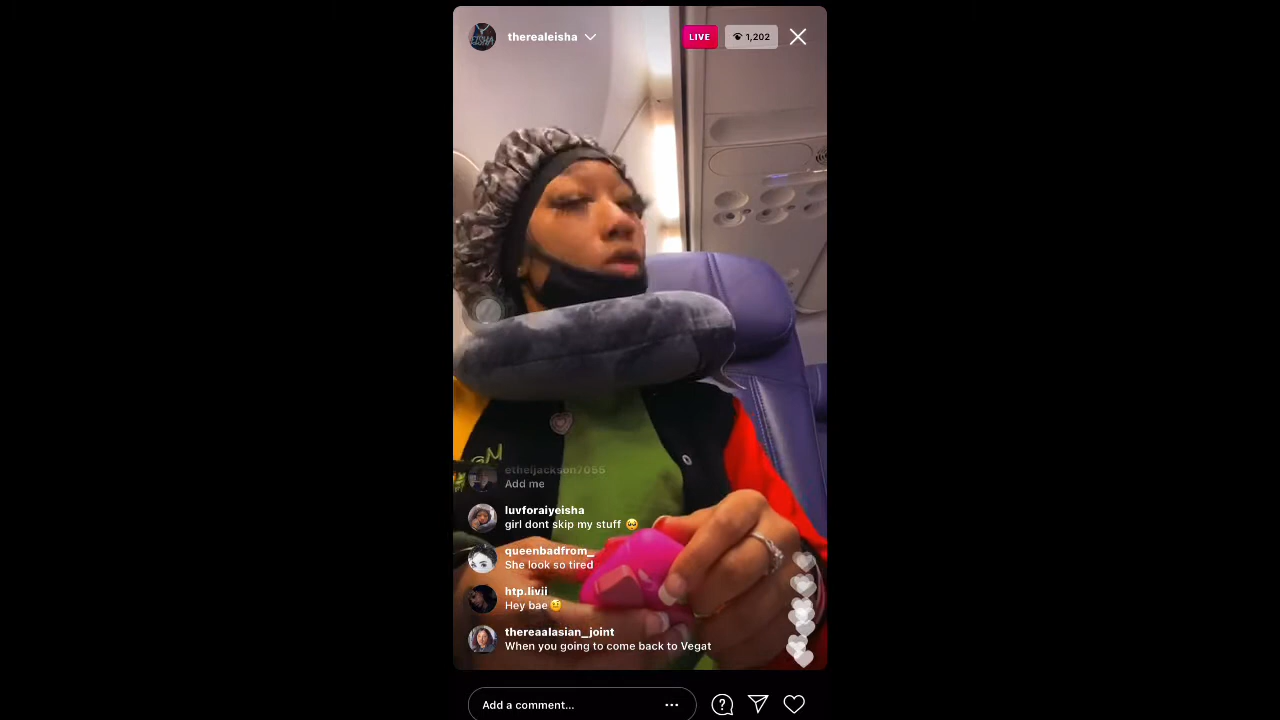 therealeisha
LIVE
1,202
etheljackson7055
Add me
luvforaiyeisha
girl dont skip my stuff 🥺
queenbadfrom_
She look so tired
htp.livii
Hey bae🤨
thereaalasian_joint
When you going to come back to Vegat
Add a comment...